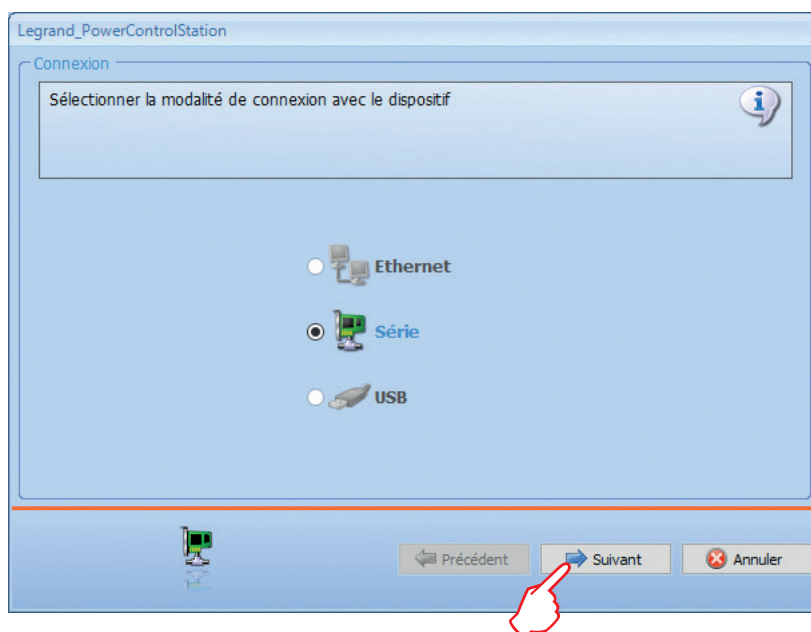 Legrand_PowerControlStation
Connexion
Sélectionner la modalité de connexion avec le dispositif
Ethernet
Série
USB
Précédent
Suivant
Annuler